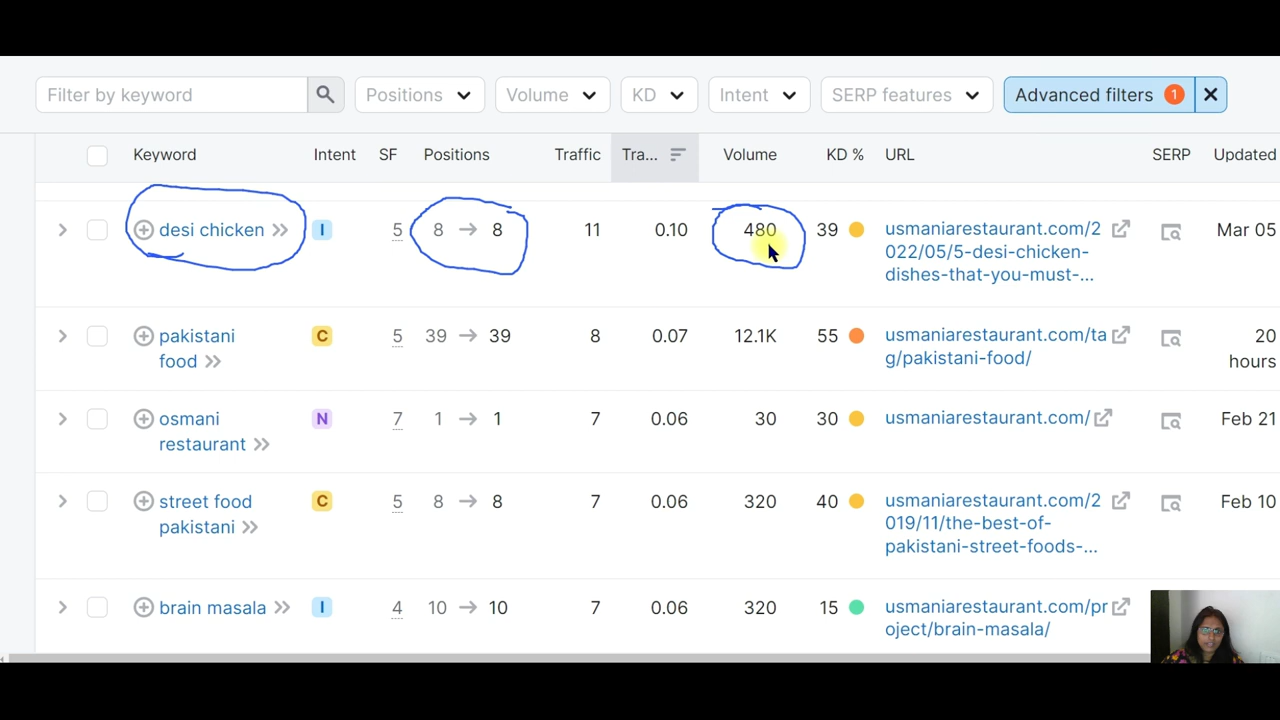 Filter by keyword Positions Volume KD Intent SERP features Advanced filters 1
Keyword Intent SF Positions Traffic Tra... Volume KD % URL SERP Updated
desi chicken I 5 8 → 8 11 0.10 480 39 usmaniarestaurant.com/2 Mar 05
022/05/5-desi-chicken-
dishes-that-you-must-...
pakistani C 5 39 → 39 8 0.07 12.1K 55 usmaniarestaurant.com/ta 20
food g/pakistani-food/ hours
osmani N 7 1 → 1 7 0.06 30 30 usmaniarestaurant.com/ Feb 21
restaurant
street food C 5 8 → 8 7 0.06 320 40 usmaniarestaurant.com/2 Feb 10
pakistani 019/11/the-best-of-
pakistani-street-foods-...
brain masala I 4 10 → 10 7 0.06 320 15 usmaniarestaurant.com/pr
oject/brain-masala/